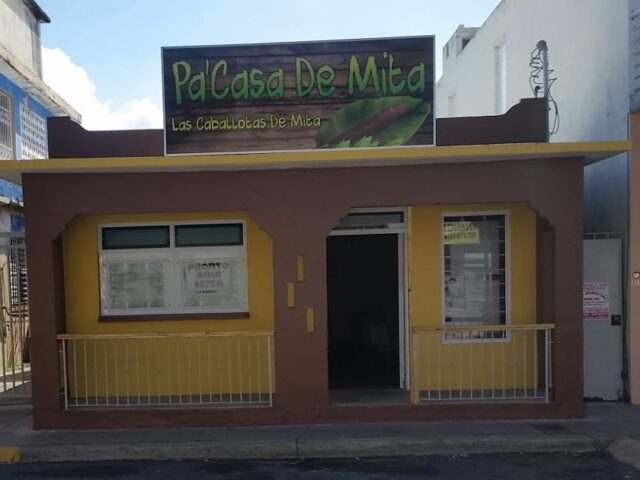 Pa'Casa De Mita
Las Caballotas De Mita
PRONTO
AQUI
MITA